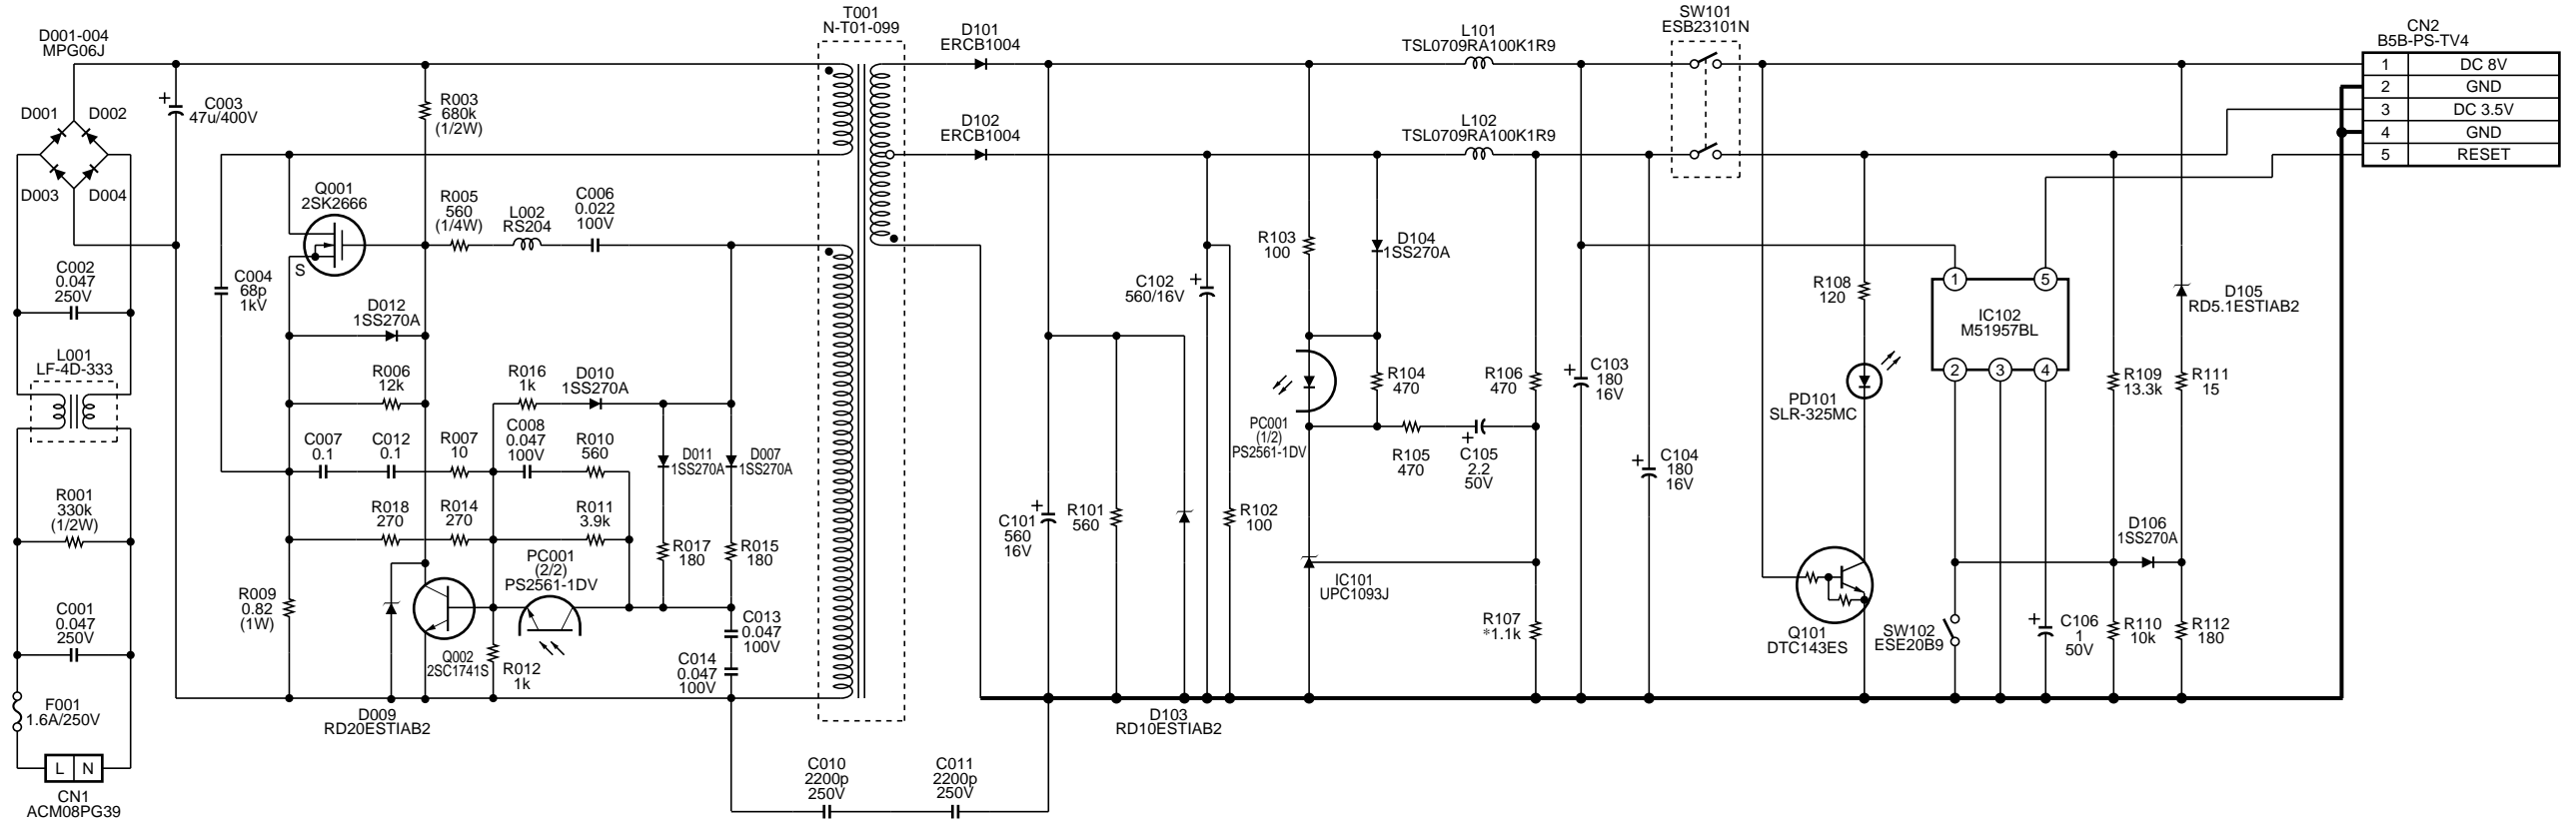 D001-004
MPG06J
D001
D002
D003
D004
C003
47u/400V
C002
0.047
250V
L001
LF-4D-333
R001
330k
(1/2W)
C001
0.047
250V
F001
1.6A/250V
L
N
CN1
ACM08PG39
R003
680k
(1/2W)
Q001
2SK2666
S
C004
68p
1kV
R005
560
(1/4W)
L002
RS204
C006
0.022
100V
D012
1SS270A
R006
12k
R016
1k
D010
1SS270A
C007
0.1
C012
0.1
R007
10
C008
0.047
100V
R010
560
D011
1SS270A
D007
1SS270A
R018
270
R014
270
R011
3.9k
R017
180
R015
180
PC001
(2/2)
PS2561-1DV
R009
0.82
(1W)
Q002
2SC1741S
R012
1k
C013
0.047
100V
C014
0.047
100V
D009
RD20ESTIAB2
C010
2200p
250V
C011
2200p
250V
T001
N-T01-099
D101
ERCB1004
D102
ERCB1004
L101
TSL0709RA100K1R9
L102
TSL0709RA100K1R9
SW101
ESB23101N
CN2
B5B-PS-TV4
1 DC 8V
2 GND
3 DC 3.5V
4 GND
5 RESET
C101
560
16V
R101
560
C102
560/16V
R102
100
D103
RD10ESTIAB2
R103
100
D104
1SS270A
PC001
(1/2)
PS2561-1DV
R104
470
R105
470
C105
2.2
50V
R106
470
IC101
UPC1093J
R107
*1.1k
C103
180
16V
C104
180
16V
R108
120
PD101
SLR-325MC
Q101
DTC143ES
1
5
IC102
M51957BL
2
3
4
SW102
ESE20B9
C106
1
50V
R109
13.3k
R110
10k
D106
1SS270A
D105
RD5.1ESTIAB2
R111
15
R112
180